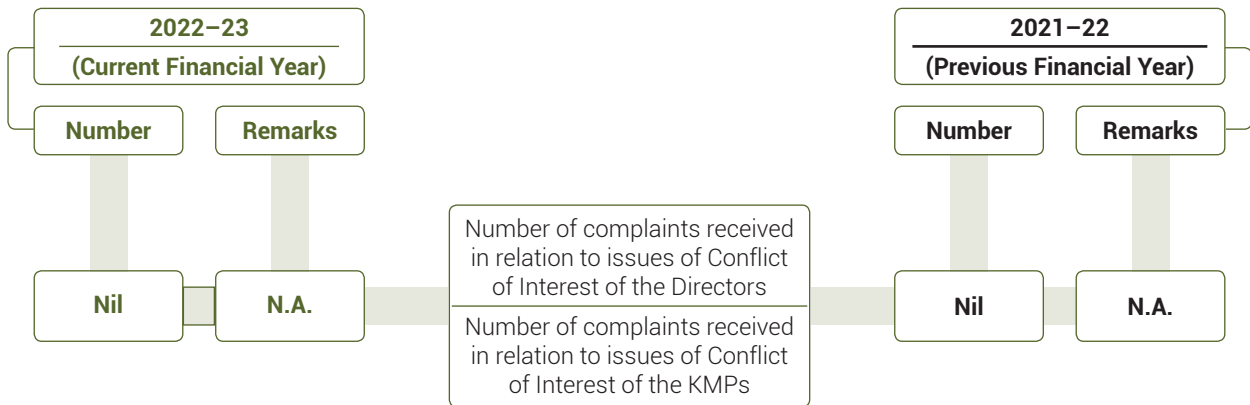 2022–23
(Current Financial Year)
Number
Remarks
Nil
N.A.
Number of complaints received
in relation to issues of Conflict
of Interest of the Directors
Number of complaints received
in relation to issues of Conflict
of Interest of the KMPs
2021–22
(Previous Financial Year)
Number
Remarks
Nil
N.A.